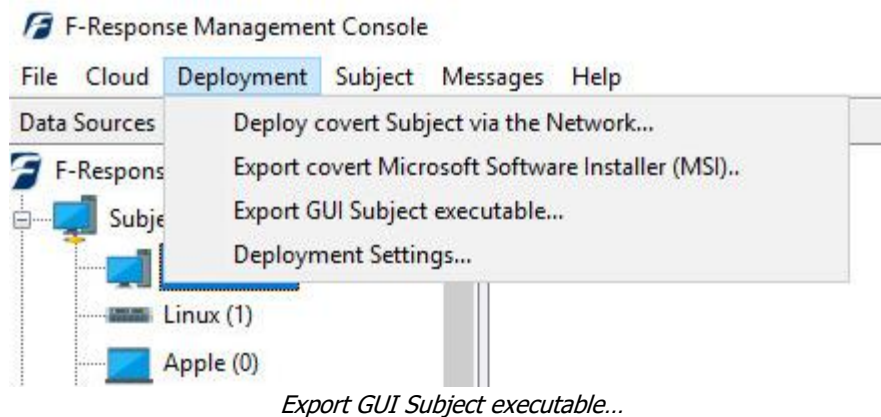 F-Response Management Console
File Cloud Deployment Subject Messages Help
Data Sources
Deploy covert Subject via the Network...
Export covert Microsoft Software Installer (MSI)..
F-Respons
Export GUI Subject executable...
Subje
Deployment Settings...
Linux (1)
Apple (0)
Export GUI Subject executable…